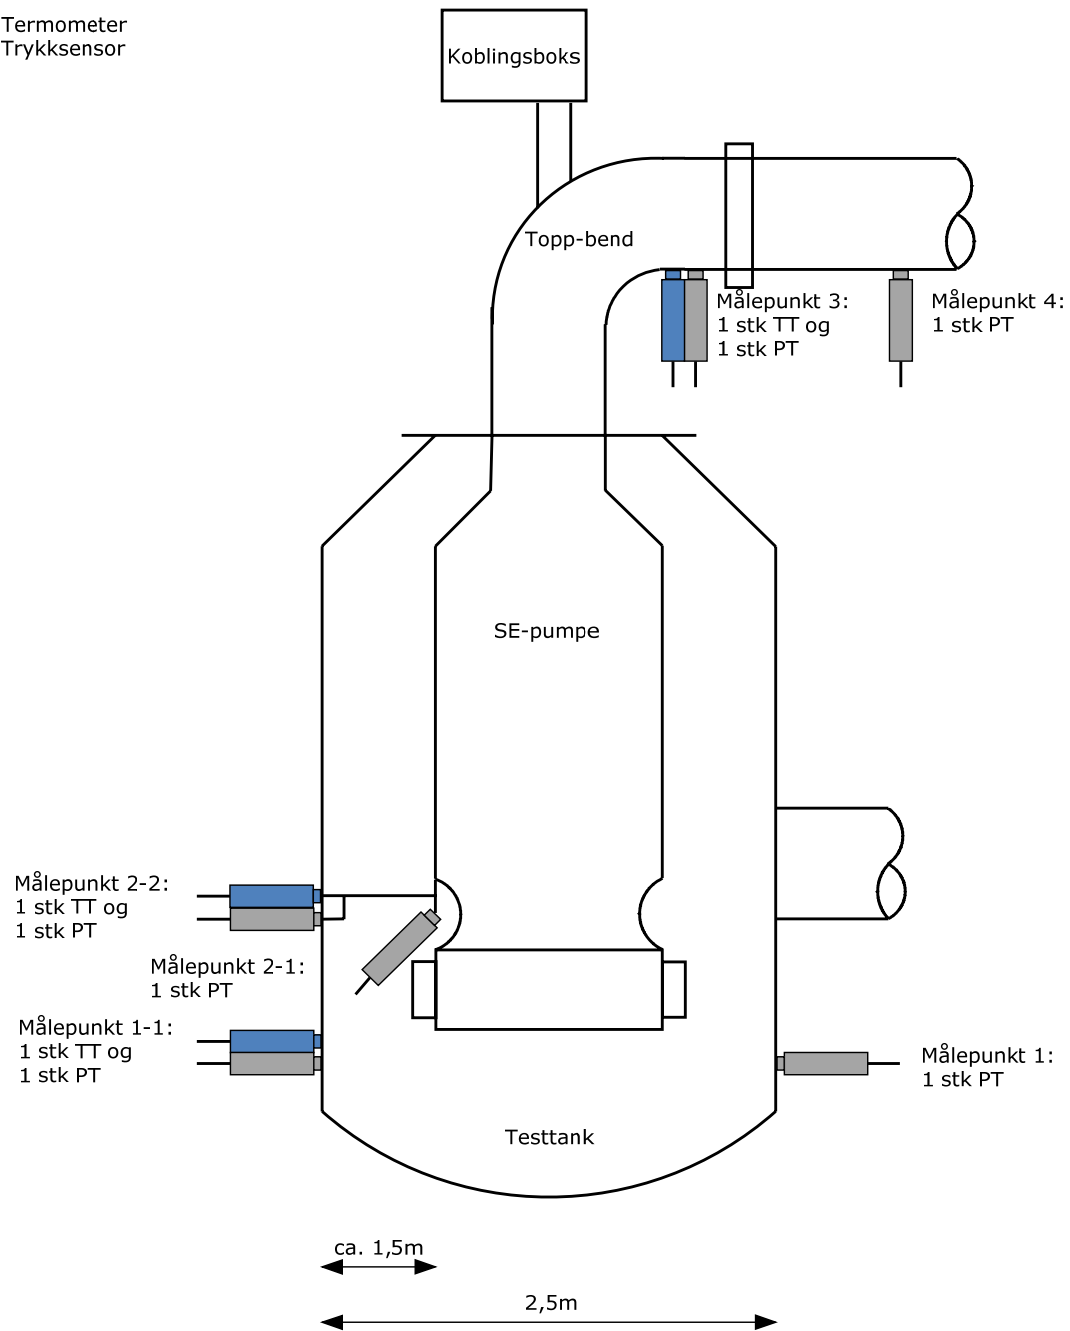 Termometer
Trykksensor
Koblingsboks
Topp-bend
Målepunkt 3:
1 stk TT og
1 stk PT
Målepunkt 4:
1 stk PT
SE-pumpe
Målepunkt 2-2:
1 stk TT og
1 stk PT
Målepunkt 2-1:
1 stk PT
Målepunkt 1-1:
1 stk TT og
1 stk PT
Målepunkt 1:
1 stk PT
Testtank
ca. 1,5m
2,5m